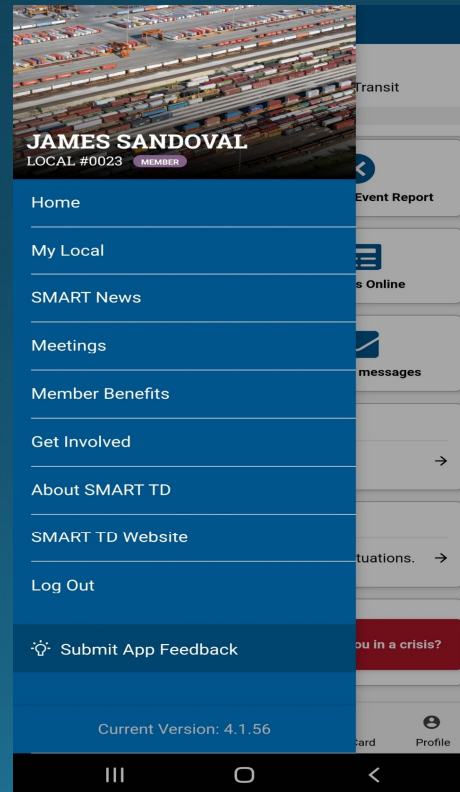 JAMES SANDOVAL
LOCAL #0023 MEMBER
Home
My Local
SMART News
Meetings
Member Benefits
Get Involved
About SMART TD
SMART TD Website
Log Out
Submit App Feedback
Current Version: 4.1.56
Transit
Event Report
s Online
messages
tuations.
ou in a crisis?
Card
Profile